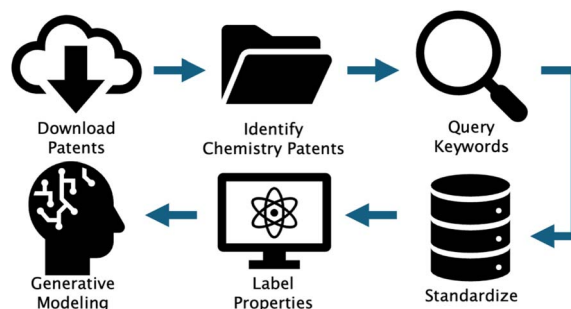 Download
Patents
Identify
Chemistry Patents
Query
Keywords
Standardize
Label
Properties
Generative
Modeling